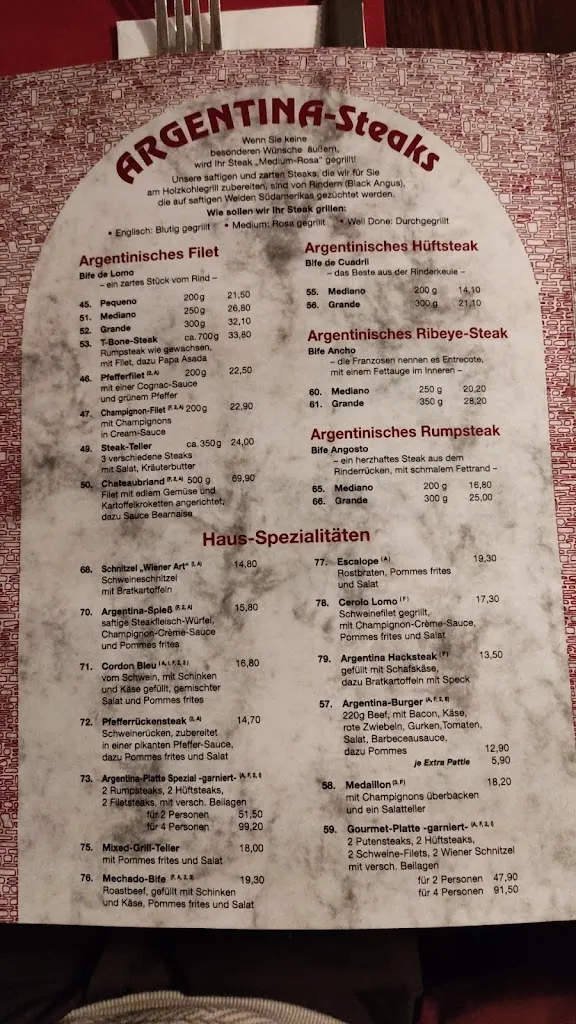 ARGENTINA-Steaks
Wenn Sie keine
besonderen Wünsche äußern,
wird Ihr Steak „Medium-Rosa" gegrillt!
Unsere saftigen und zarten Steaks, die wir für Sie
am Holzkohlegrill zubereiten, sind von Rindern (Black Angus),
die auf saftigen Weiden Südamerikas gezüchtet werden.
Wie sollen wir Ihr Steak grillen:
• Englisch: Blutig gegrillt • Medium: Rosa gegrillt • Well Done: Durchgegrillt
Argentinisches Filet
Bife de Lomo
– ein zartes Stück vom Rind –
45. Pequeno 200 g 21,50
51. Mediano 250 g 26,80
52. Grande 300 g 32,10
53. T-Bone-Steak ca. 700 g 33,80
Rumpsteak wie gewachsen,
mit Filet, dazu Papa Asada
46. Pfefferfilet (2, A) 200 g 22,50
mit einer Cognac-Sauce
und grünem Pfeffer
47. Champignon-Filet (F, 2, A) 200 g 22,90
mit Champignons
in Cream-Sauce
49. Steak-Teller ca. 350 g 24,00
3 verschiedene Steaks
mit Salat, Kräuterbutter
50. Chateaubriand 500 g 69,90
Filet mit edlem Gemüse und
Kartoffelkroketten angerichtet,
dazu Sauce Bearnaise
Argentinisches Hüftsteak
Bife de Cuadril
– das Beste aus der Rinderkeule –
55. Mediano 200 g 14,10
56. Grande 300 g 21,10
Argentinisches Ribeye-Steak
Bife Ancho
– die Franzosen nennen es Entrecote,
mit einem Fettauge im Inneren –
60. Mediano 250 g 20,20
61. Grande 350 g 28,20
Argentinisches Rumpsteak
Bife Angosto
– ein herzhaftes Steak aus dem
Rinderrücken, mit schmalem Fettrand –
65. Mediano 200 g 16,80
66. Grande 300 g 25,00
Haus-Spezialitäten
68. Schnitzel „Wiener Art" 14,80
Schweineschnitzel
mit Bratkartoffeln
70. Argentina-Spieß (F, 2, A) 15,80
saftige Steakfleisch-Würfel,
Champignon-Crème-Sauce
und Pommes frites
71. Cordon Bleu 16,80
vom Schwein, mit Schinken
und Käse gefüllt, gemischter
Salat und Pommes frites
72. Pfefferrückensteak (2, A) 14,70
Schweinerücken, zubereitet
in einer pikanten Pfeffer-Sauce,
dazu Pommes frites und Salat
73. Argentina-Platte Spezial -garniert-
2 Rumpsteaks, 2 Hüftsteaks,
2 Filetsteaks, mit versch. Beilagen
für 2 Personen 51,50
für 4 Personen 99,20
75. Mixed-Grill-Teller 18,00
mit Pommes frites und Salat
76. Mechado-Bife 19,30
Roastbeef, gefüllt mit Schinken
und Käse, Pommes frites und Salat
77. Escalope (A) 19,30
Rostbraten, Pommes frites
und Salat
78. Cerolo Lomo (F) 17,30
Schweinefilet gegrillt,
mit Champignon-Crème-Sauce,
Pommes frites und Salat
79. Argentina Hacksteak (F) 13,50
gefüllt mit Schafskäse,
dazu Bratkartoffeln mit Speck
57. Argentina-Burger
220g Beef, mit Bacon, Käse,
rote Zwiebeln, Gurken,Tomaten,
Salat, Barbeceausauce,
dazu Pommes 12,90
je Extra Pattie 5,90
58. Medaillon 18,20
mit Champignons überbacken
und ein Salatteller
59. Gourmet-Platte -garniert-
2 Putensteaks, 2 Hüftsteaks,
2 Schweine-Filets, 2 Wiener Schnitzel
mit versch. Beilagen
für 2 Personen 47,90
für 4 Personen 91,50